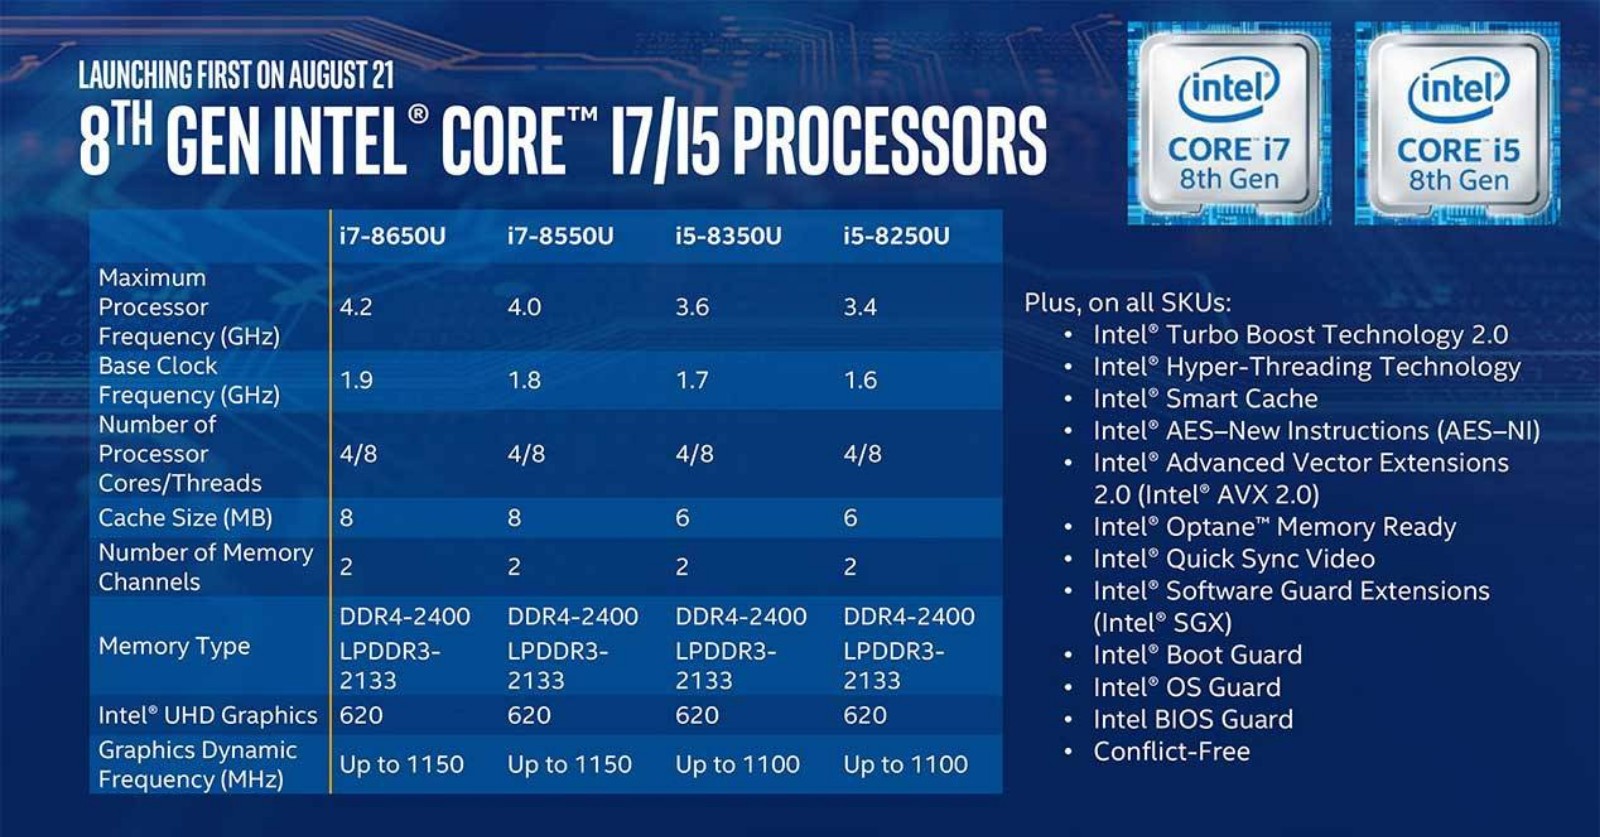 LAUNCHING FIRST ON AUGUST 21
8TH GEN INTEL® CORE™ I7/I5 PROCESSORS
intel®
CORE™ i7
8th Gen
intel®
CORE™ i5
8th Gen
i7-8650U i7-8550U i5-8350U i5-8250U
Maximum
Processor 4.2 4.0 3.6 3.4
Frequency (GHz)
Base Clock
Frequency (GHz) 1.9 1.8 1.7 1.6
Number of
Processor 4/8 4/8 4/8 4/8
Cores/Threads
Cache Size (MB) 8 8 6 6
Number of Memory
Channels 2 2 2 2
Memory Type
DDR4-2400 DDR4-2400 DDR4-2400 DDR4-2400
LPDDR3- LPDDR3- LPDDR3- LPDDR3-
2133 2133 2133 2133
Intel® UHD Graphics 620 620 620 620
Graphics Dynamic
Frequency (MHz) Up to 1150 Up to 1150 Up to 1100 Up to 1100
Plus, on all SKUs:
• Intel® Turbo Boost Technology 2.0
• Intel® Hyper-Threading Technology
• Intel® Smart Cache
• Intel® AES–New Instructions (AES–NI)
• Intel® Advanced Vector Extensions
2.0 (Intel® AVX 2.0)
• Intel® Optane™ Memory Ready
• Intel® Quick Sync Video
• Intel® Software Guard Extensions
(Intel® SGX)
• Intel® Boot Guard
• Intel® OS Guard
• Intel BIOS Guard
• Conflict-Free